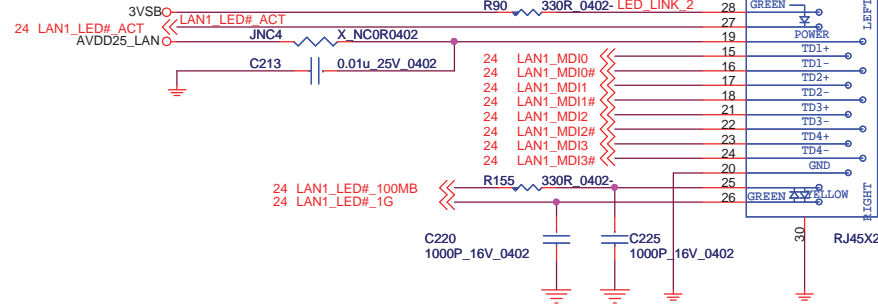 3VSB R90 330R_0402- LED_LINK_2 28 GREEN LEFT
24 LAN1_LED#_ACT LAN1_LED#_ACT 27
AVDD25_LAN JNC4 X_NC0R0402 19 POWER
24 LAN1_MDI0 15 TD1+
C213 0.01u_25V_0402 24 LAN1_MDI0# 16 TD1-
24 LAN1_MDI1 17 TD2+
24 LAN1_MDI1# 18 TD2-
24 LAN1_MDI2 21 TD3+
24 LAN1_MDI2# 22 TD3-
24 LAN1_MDI3 23 TD4+
24 LAN1_MDI3# 24 TD4-
20 GND
24 LAN1_LED#_100MB R155 330R_0402- 25
24 LAN1_LED#_1G 26 GREEN YELLOW RIGHT
C220 C225 30 RJ45X2
1000P_16V_0402 1000P_16V_0402